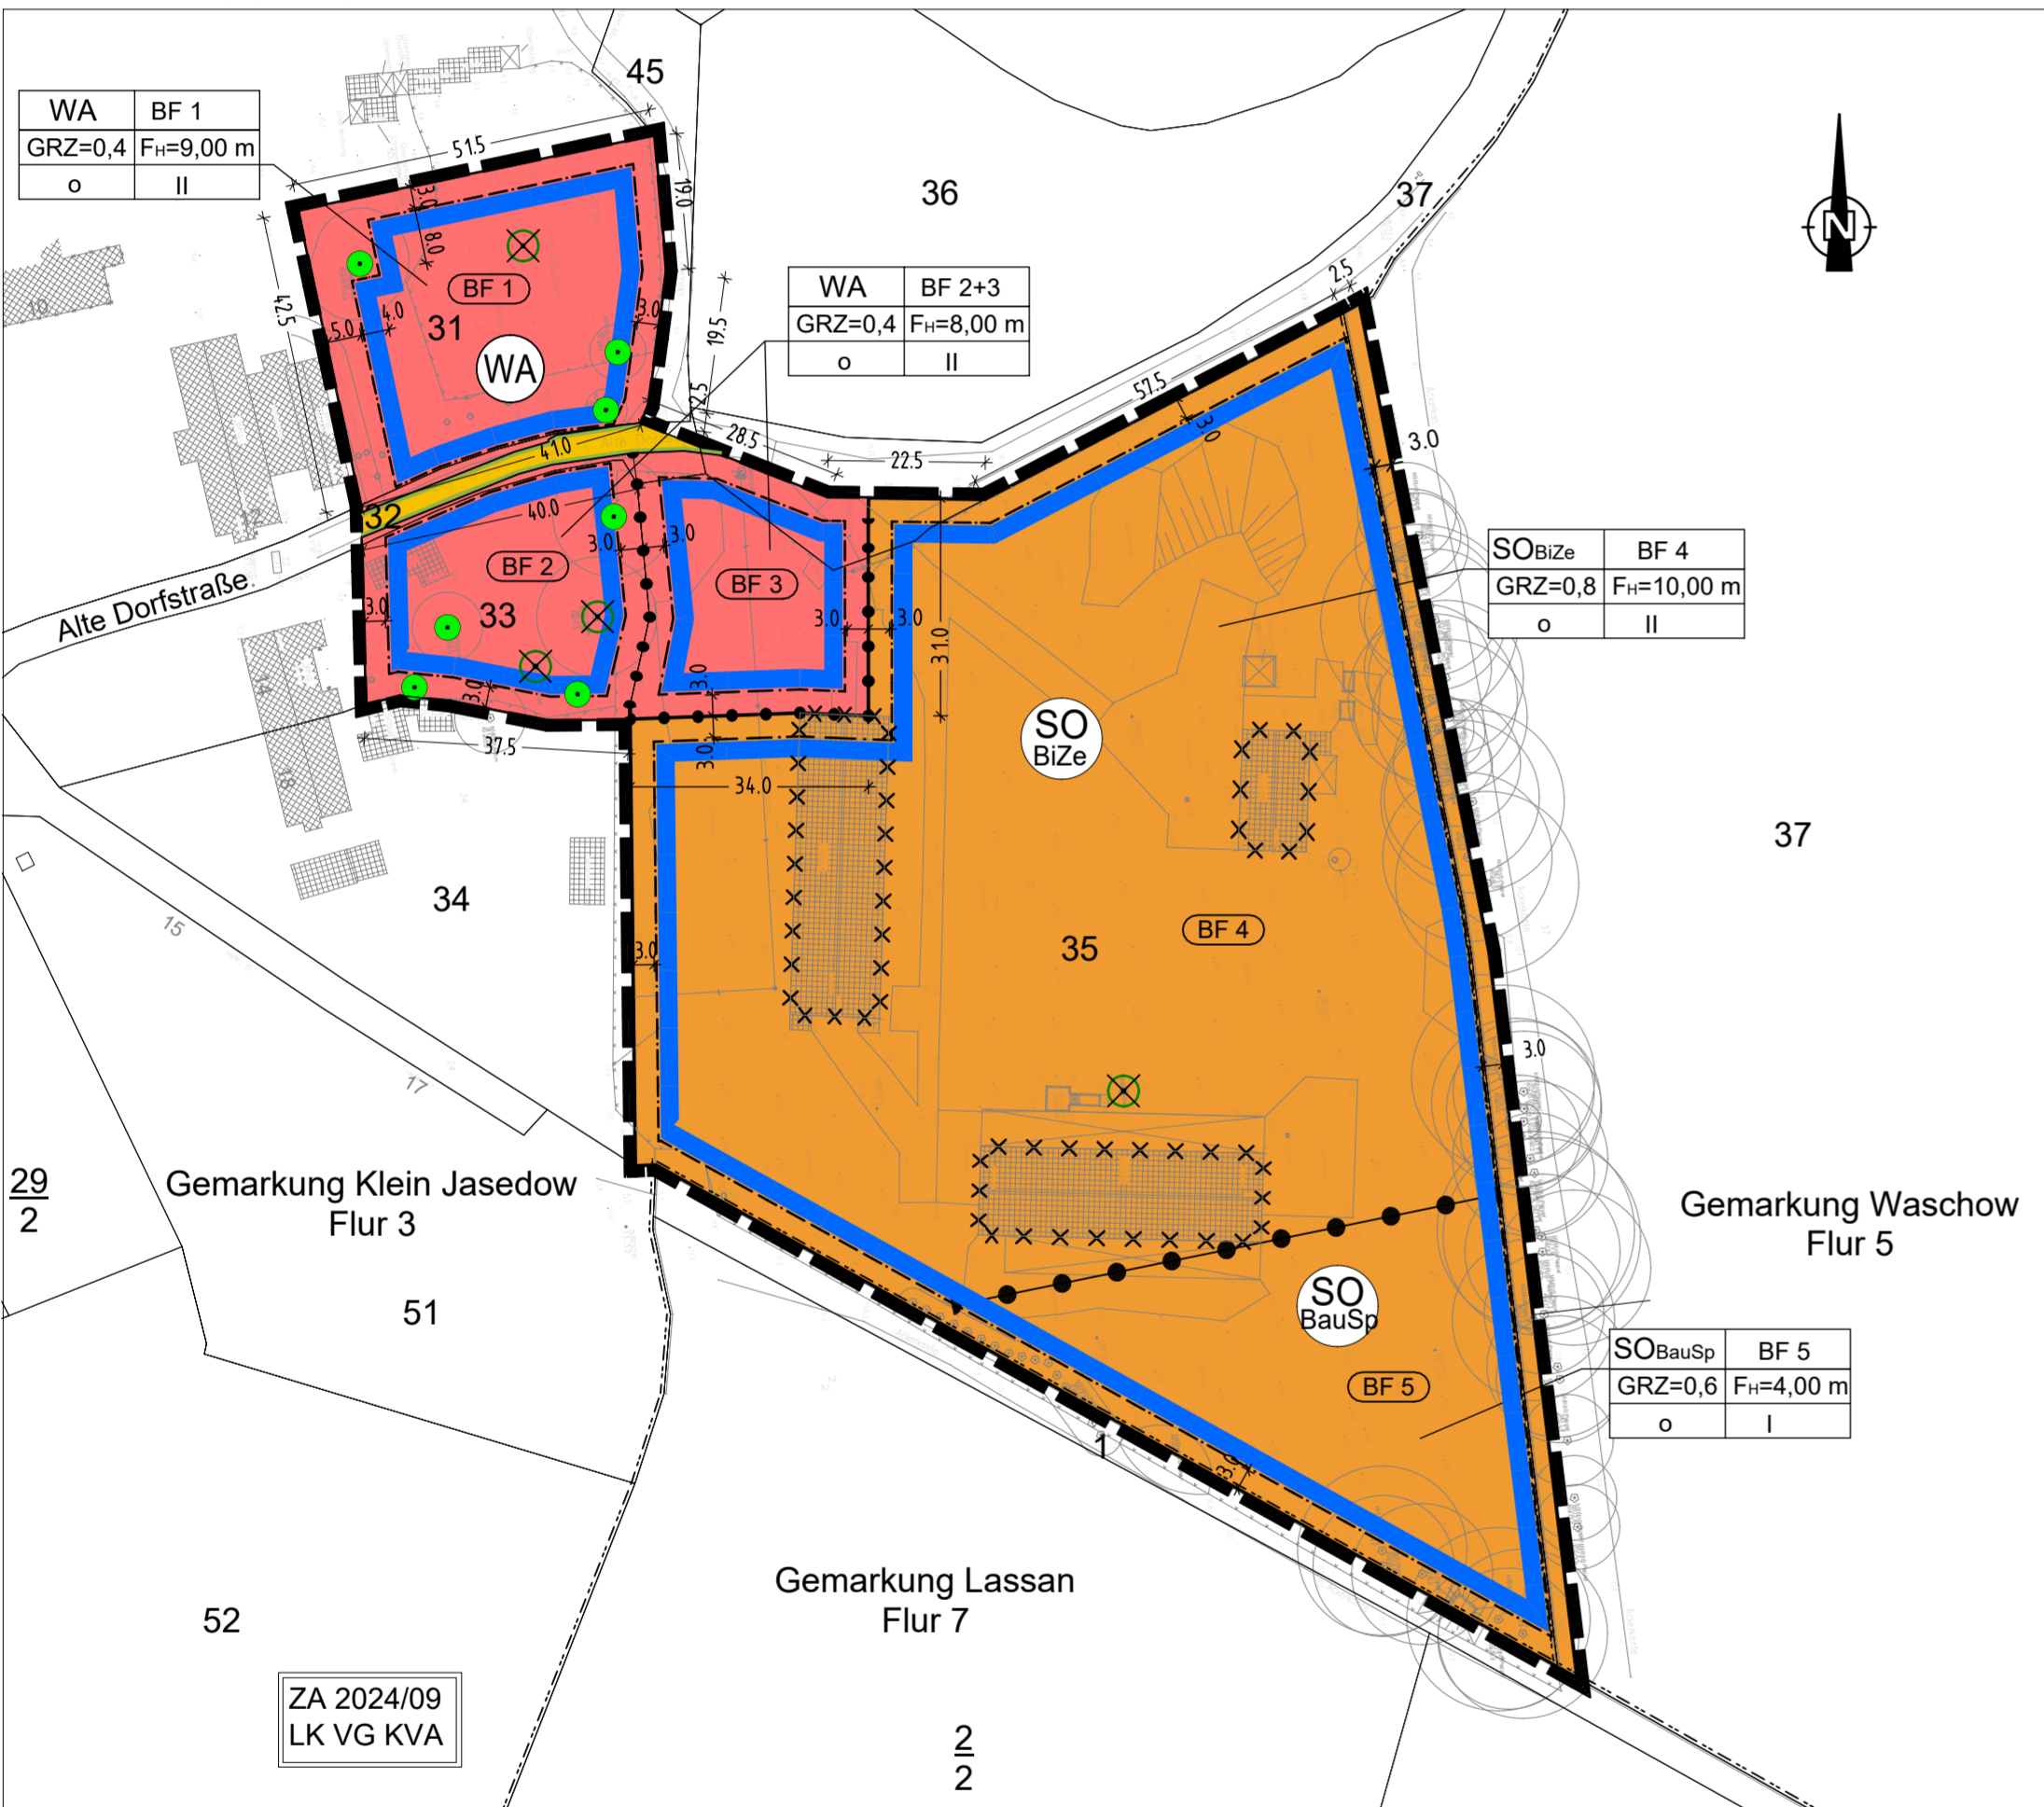 45
WA BF 1
GRZ=0,4 FH=9,00 m
o II
51.5
3.0
8.0
19.0
36
37
N
42.5
BF 1
31
5.0
4.0
3.0
WA
10
12
WA BF 2+3
GRZ=0,4 FH=8,00 m
o II
19.5
2.5
2.5
57.5
3.0
3.0
28.5
22.5
41.0
Alte Dorf
32
40.0
3.0
3.0
BF 2
BF 3
33
3.0
3.0
3.0
31.0
3.0
3.0
3.0
Alte Dorfstraße
14
18
37.5
34.0
SOBiZe BF 4
GRZ=0,8 FH=10,00 m
o II
SO
BiZe
37
34
15
17
3.0
35
BF 4
3.0
29
2
Gemarkung Klein Jasedow
Flur 3
Gemarkung Waschow
Flur 5
51
SO
BauSp
BF 5
SOBauSp BF 5
GRZ=0,6 FH=4,00 m
o I
1
3.0
Gemarkung Lassan
Flur 7
52
ZA 2024/09
LK VG KVA
2
2